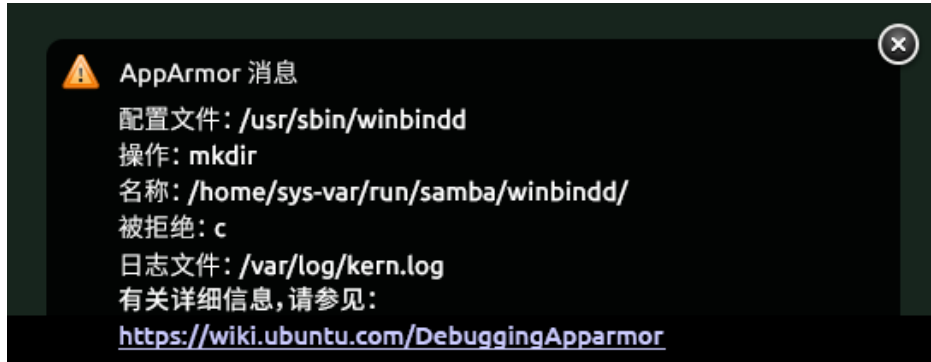 AppArmor 消息
配置文件：/usr/sbin/winbindd
操作：mkdir
名称：/home/sys-var/run/samba/winbindd/
被拒绝：c
日志文件：/var/log/kern.log
有关详细信息，请参见：
https://wiki.ubuntu.com/DebuggingApparmor